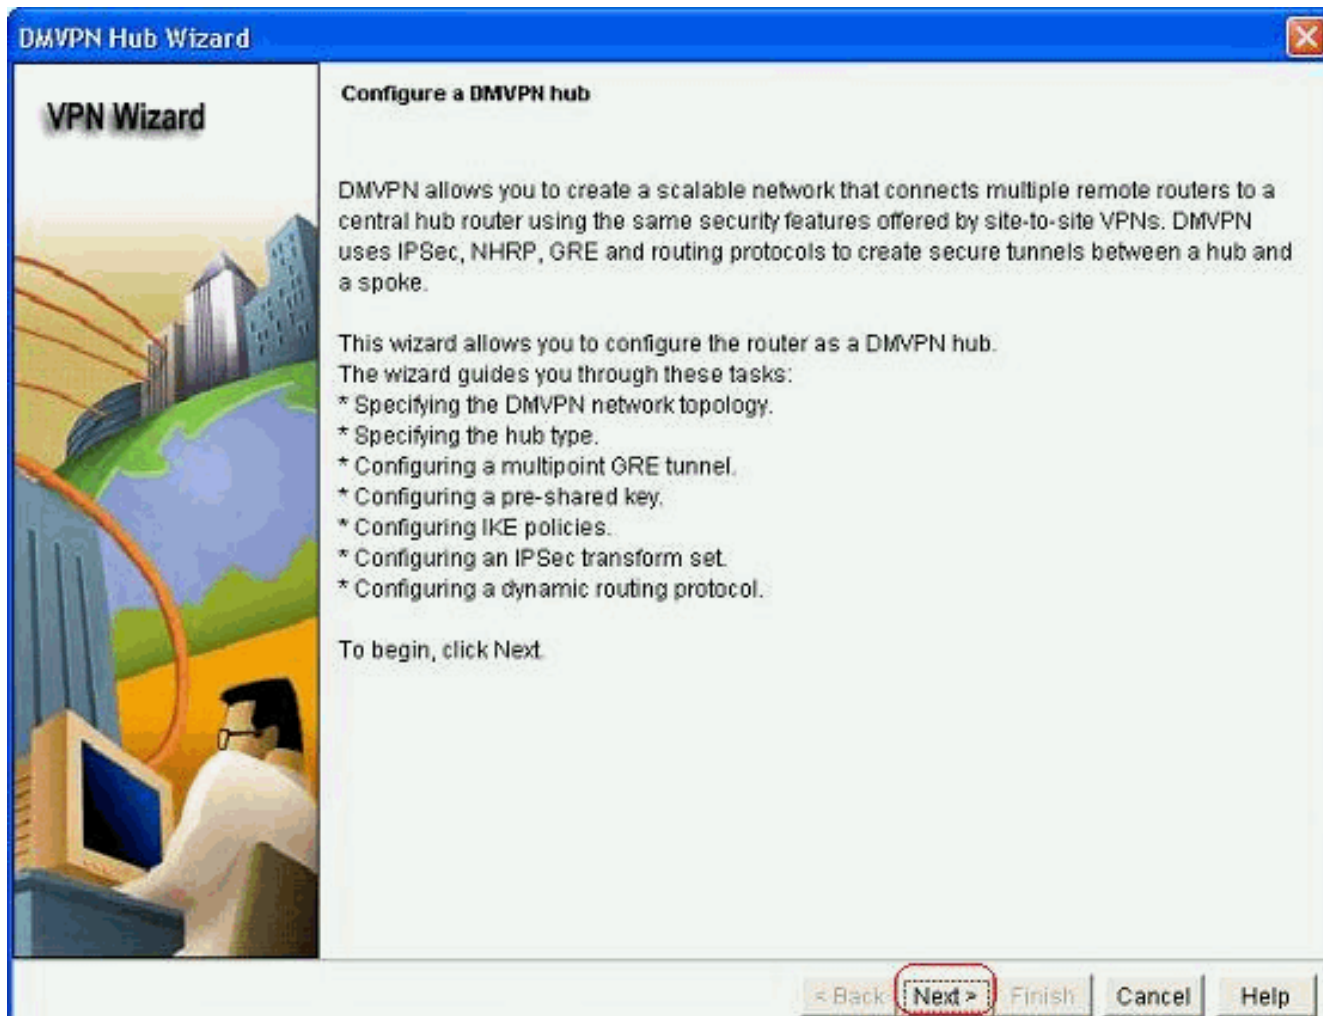 DMVPN Hub Wizard
VPN Wizard
Configure a DMVPN hub
DMVPN allows you to create a scalable network that connects multiple remote routers to a
central hub router using the same security features offered by site-to-site VPNs. DMVPN
uses IPSec, NHRP, GRE and routing protocols to create secure tunnels between a hub and
a spoke.
This wizard allows you to configure the router as a DMVPN hub.
The wizard guides you through these tasks:
* Specifying the DMVPN network topology.
* Specifying the hub type.
* Configuring a multipoint GRE tunnel.
* Configuring a pre-shared key.
* Configuring IKE policies.
* Configuring an IPSec transform set.
* Configuring a dynamic routing protocol.
To begin, click Next.
< Back Next > Finish Cancel Help